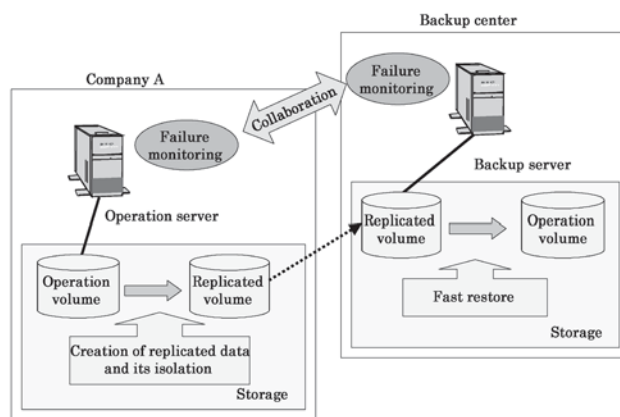 Backup center
Company A
Failure
monitoring
Collaboration
Failure
monitoring
Operation server
Backup server
Operation
volume
Replicated
volume
Creation of replicated data
and its isolation
Storage
Replicated
volume
Operation
volume
Fast restore
Storage